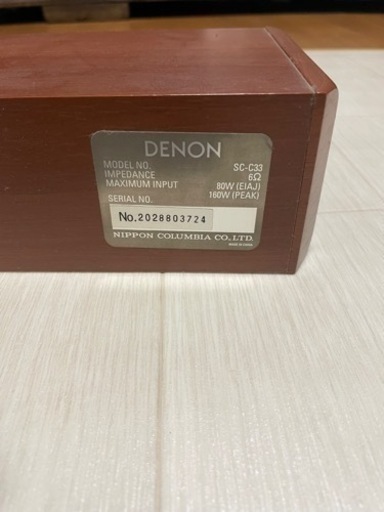 DENON
MODEL NO. SC-C33
IMPEDANCE 6Ω
MAXIMUM INPUT 80W (EIAJ)
160W (PEAK)
SERIAL NO.
No.2028803724
NIPPON COLUMBIA CO.,LTD.